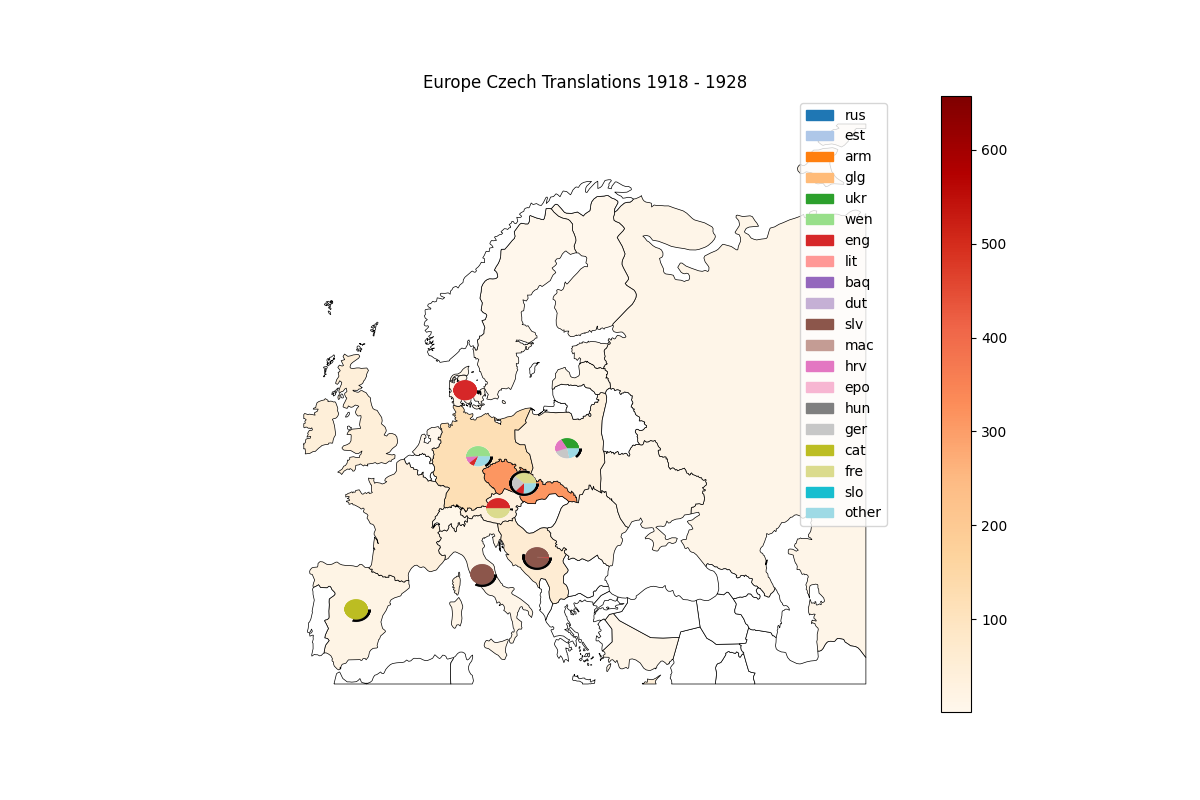 Europe Czech Translations 1918 - 1928
rus
est
arm
glg
ukr
wen
eng
lit
baq
dut
slv
mac
hrv
epo
hun
ger
cat
fre
slo
other
600
500
400
300
200
100